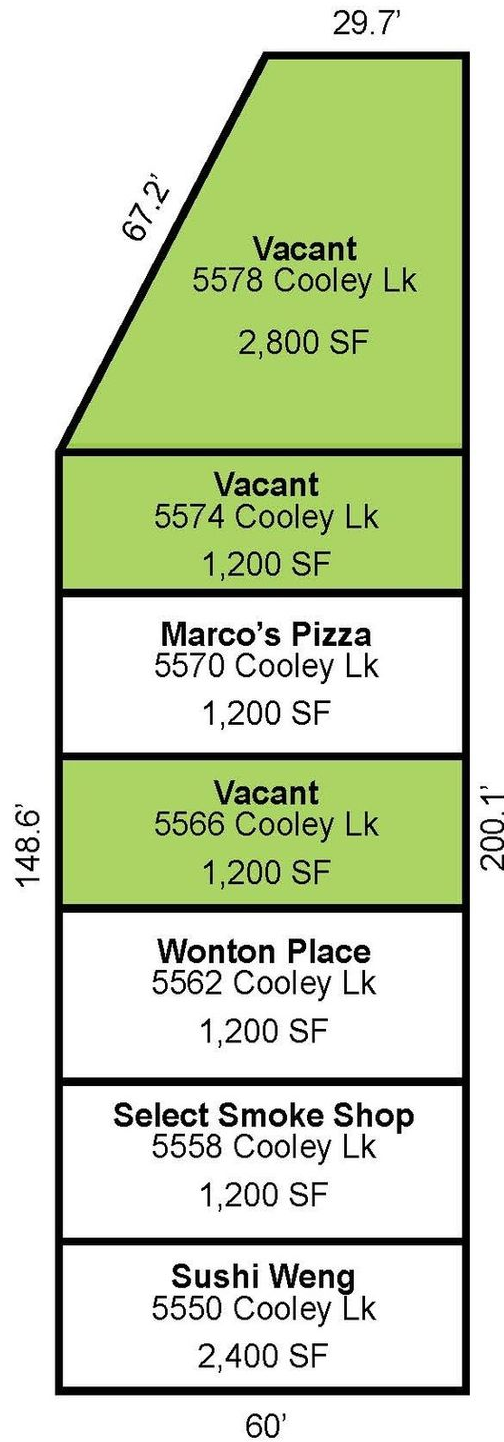 29.7’
67.2’
Vacant
5578 Cooley Lk
2,800 SF
Vacant
5574 Cooley Lk
1,200 SF
Marco’s Pizza
5570 Cooley Lk
1,200 SF
Vacant
5566 Cooley Lk
1,200 SF
148.6’
200.1’
Wonton Place
5562 Cooley Lk
1,200 SF
Select Smoke Shop
5558 Cooley Lk
1,200 SF
Sushi Weng
5550 Cooley Lk
2,400 SF
60’